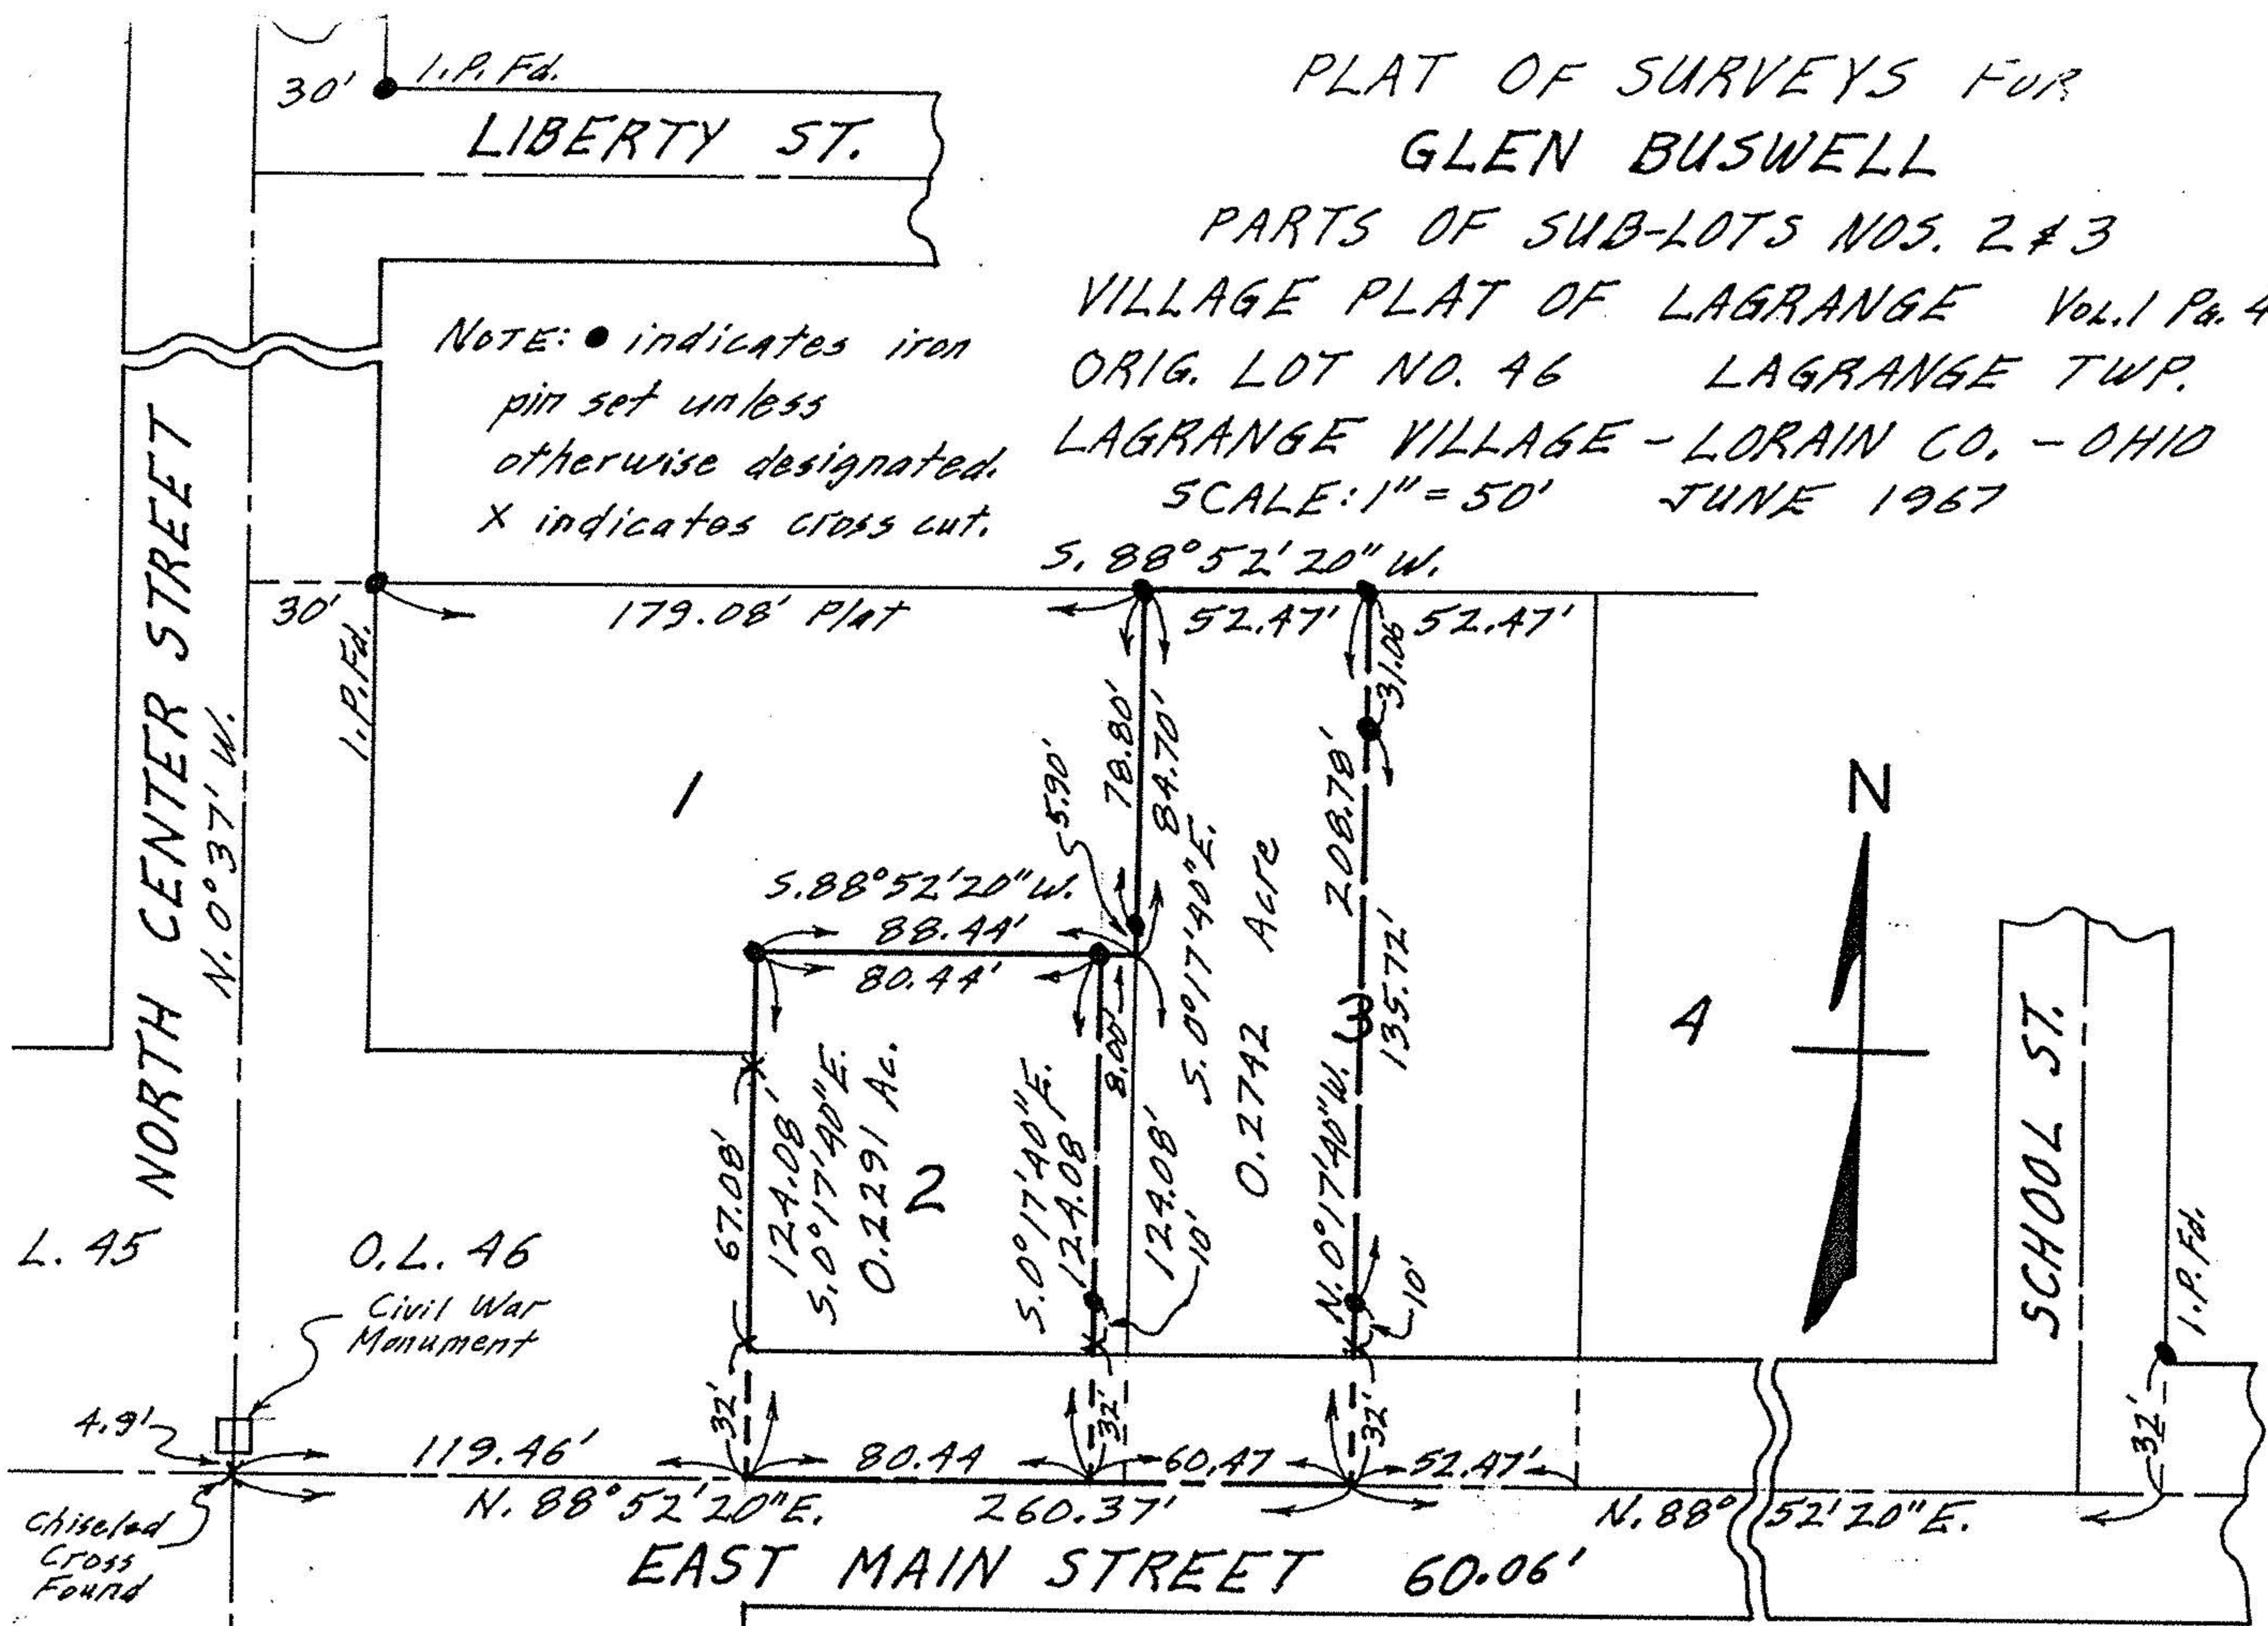 PLAT OF SURVEYS FOR
GLEN BUSWELL
PARTS OF SUB-LOTS NOS. 2 & 3
VILLAGE PLAT OF LAGRANGE VOL. 1 PG. 4
ORIG. LOT NO. 46 LAGRANGE TWP.
LAGRANGE VILLAGE - LORAIN CO. - OHIO
SCALE: 1" = 50' JUNE 1967
30'
I.P. Fd.
LIBERTY ST.
NOTE: ● indicates iron
pin set unless
otherwise designated.
X indicates cross cut.
NORTH CENTER STREET
N. 0° 37' W.
30'
I.P. Fd.
179.08' Plat
S. 88° 52' 20" W.
52.47'
52.47'
31.06'
78.80'
84.70'
5.90'
S. 0° 17' 40" E.
208.78'
135.72'
N. 0° 17' 40" W.
1
S. 88° 52' 20" W.
88.44'
80.44'
8.00'
67.08'
124.08'
S. 0° 17' 40" E.
0.2291 Ac.
2
S. 0° 17' 40" E.
124.08'
124.08'
10'
0.2742 Acre
3
10'
4
N
SCHOOL ST.
I.P. Fd.
32'
L. 45
O.L. 46
Civil War
Monument
4.9'
Chiseled
Cross
Found
32'
32'
32'
119.46'
80.44
60.47
52.47'
N. 88° 52' 20" E.
260.37'
N. 88° 52' 20" E.
EAST MAIN STREET 60.06'